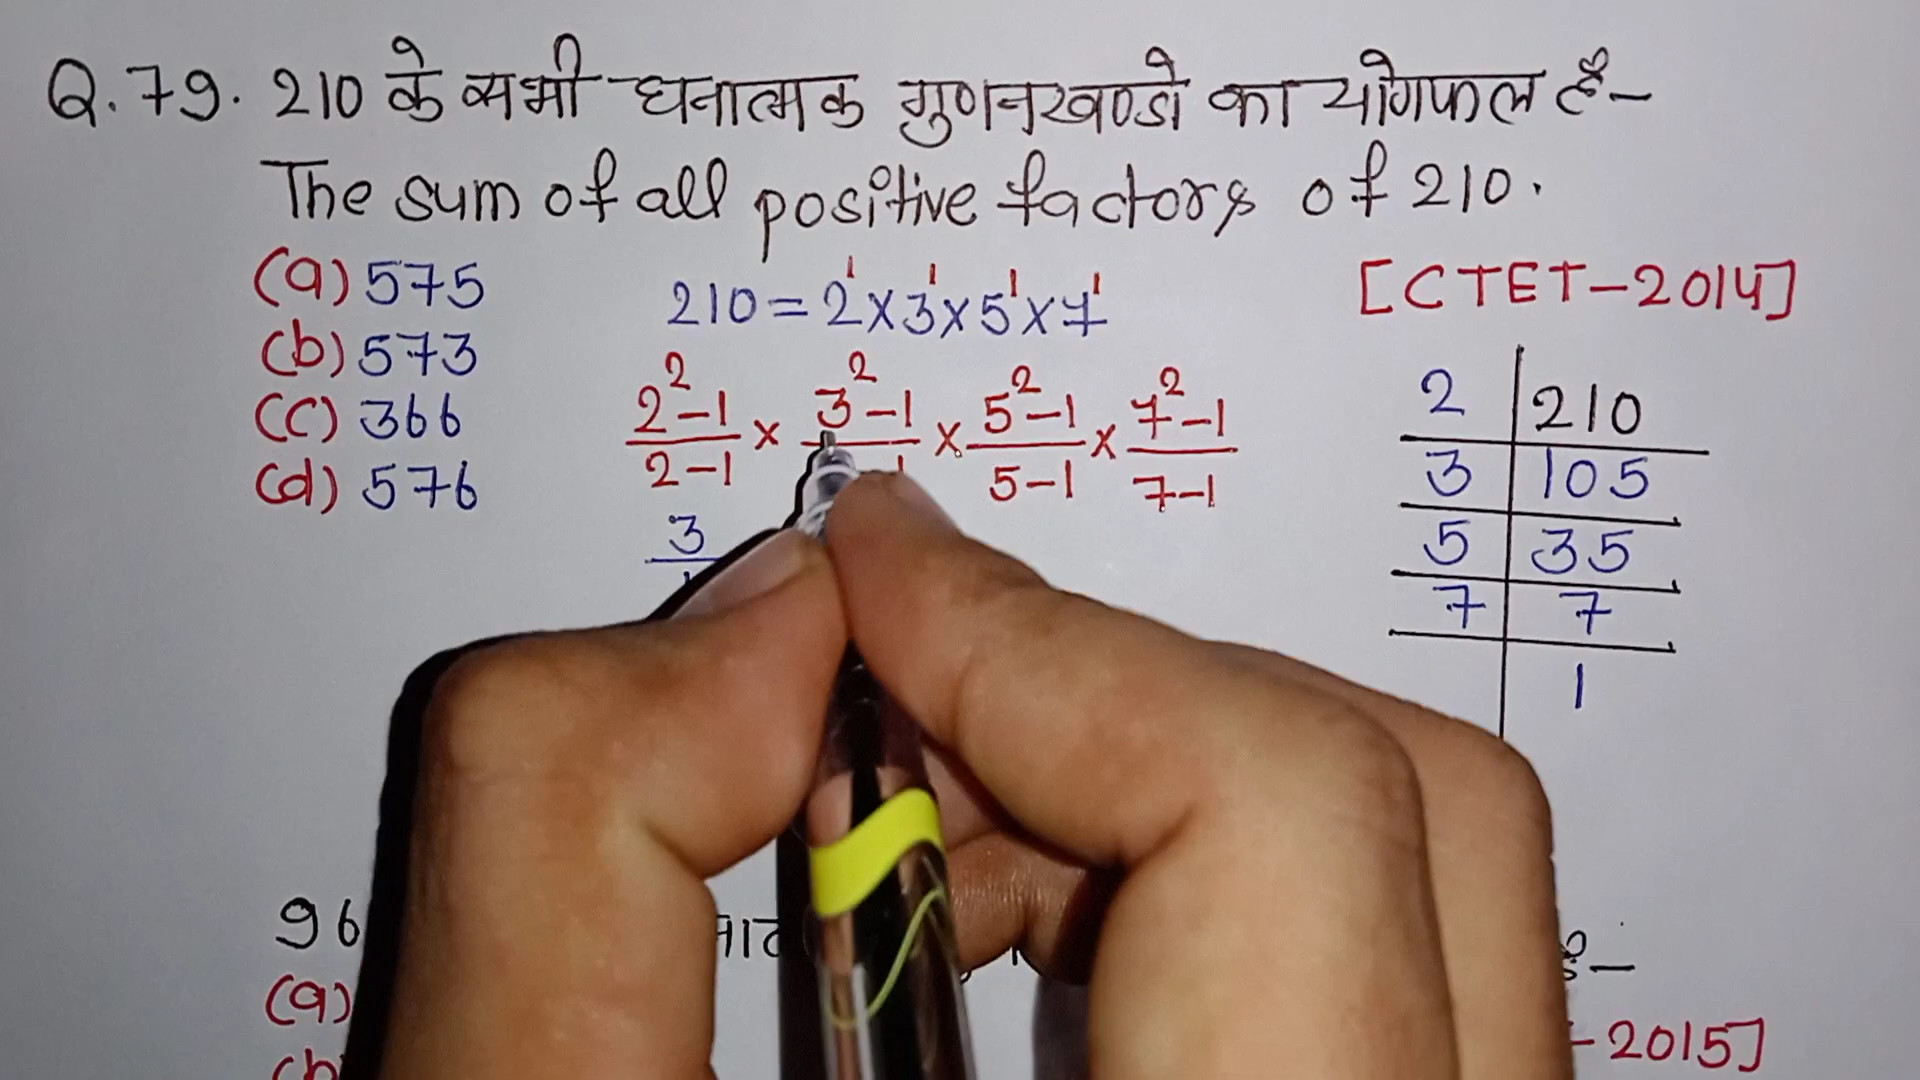 Q.79. 210 के सभी धनात्मक गुणनखण्डो का योगफल है-
The sum of all positive factors of 210.
(a) 575
(b) 573
(c) 366
(d) 576
210 = 2¹ × 3¹ × 5¹ × 7¹
[CTET-2014]
2²-1 × 3²-1 × 5²-1 × 7²-1
2-1 1 5-1 7-1
3
2 | 210
3 | 105
5 | 35
7 | 7
1
96
(a)
(b
-2015]